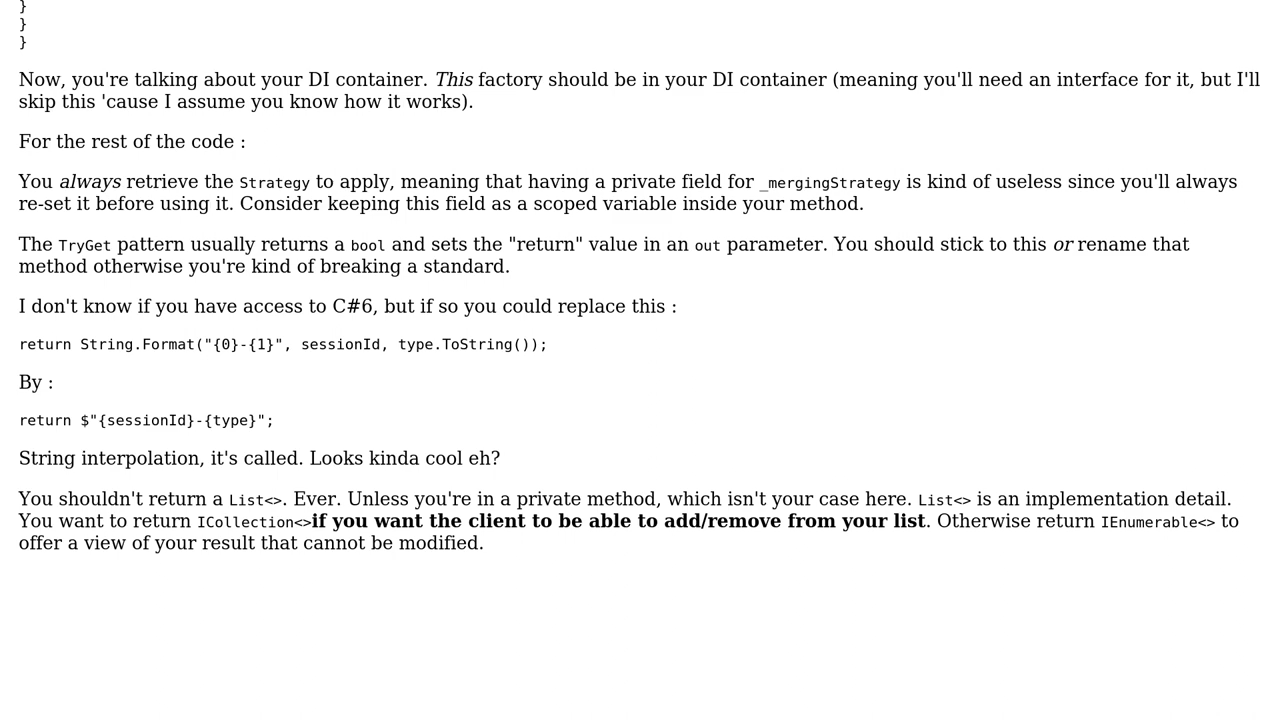 }
}
}
Now, you're talking about your DI container. This factory should be in your DI container (meaning you'll need an interface for it, but I'll
skip this 'cause I assume you know how it works).
For the rest of the code :
You always retrieve the Strategy to apply, meaning that having a private field for _mergingStrategy is kind of useless since you'll always
re-set it before using it. Consider keeping this field as a scoped variable inside your method.
The TryGet pattern usually returns a bool and sets the "return" value in an out parameter. You should stick to this or rename that
method otherwise you're kind of breaking a standard.
I don't know if you have access to C#6, but if so you could replace this :
return String.Format("{0}-{1}", sessionId, type.ToString());
By :
return $"{sessionId}-{type}";
String interpolation, it's called. Looks kinda cool eh?
You shouldn't return a List<>. Ever. Unless you're in a private method, which isn't your case here. List<> is an implementation detail.
You want to return ICollection<>if you want the client to be able to add/remove from your list. Otherwise return IEnumerable<> to
offer a view of your result that cannot be modified.